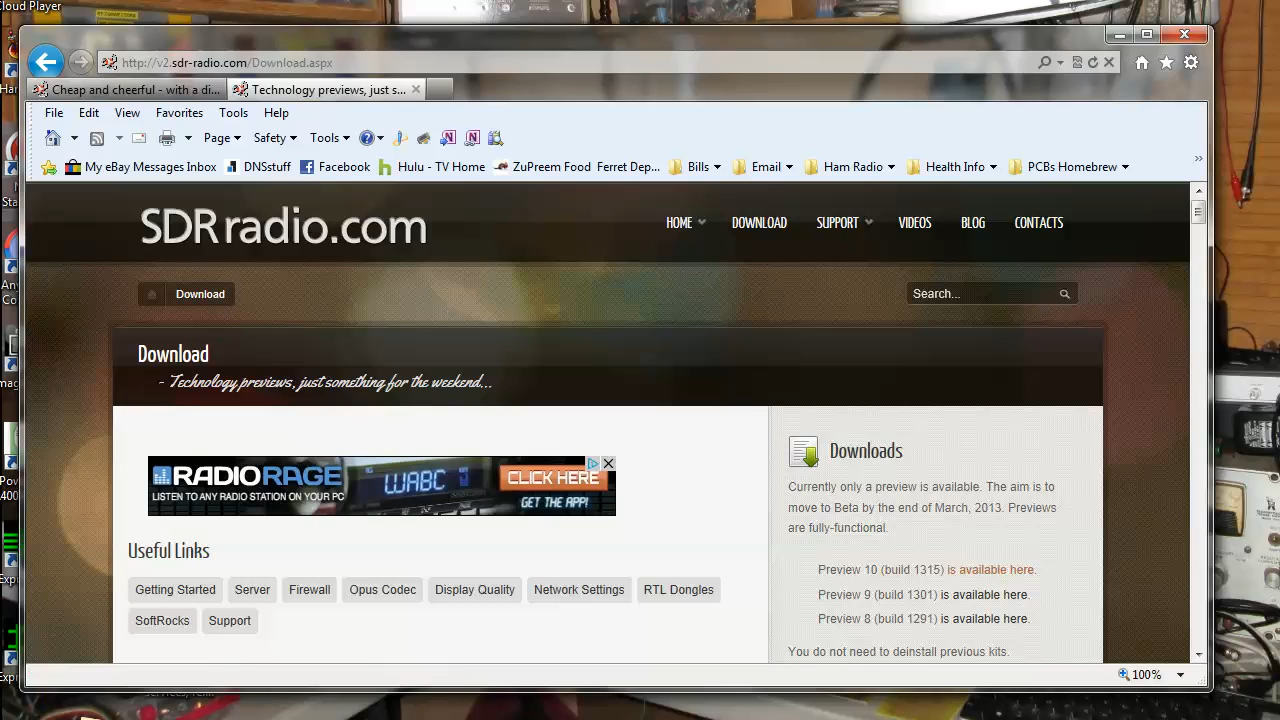 Cloud Player
http://v2.sdr-radio.com/Download.aspx
Cheap and cheerful - with a di... Technology previews, just s...
File Edit View Favorites Tools Help
Page Safety Tools
My eBay Messages Inbox DNSstuff Facebook Hulu - TV Home ZuPreem Food Ferret Dep... Bills Email Ham Radio Health Info PCBs Homebrew
SDRradio.com
HOME DOWNLOAD SUPPORT VIDEOS BLOG CONTACTS
Download
Search...
Download
- Technology previews, just something for the weekend...
RADIORAGE
LISTEN TO ANY RADIO STATION ON YOUR PC
WABC
CLICK HERE
GET THE APP!
Useful Links
Getting Started Server Firewall Opus Codec Display Quality Network Settings RTL Dongles
SoftRocks Support
Downloads
Currently only a preview is available. The aim is to
move to Beta by the end of March, 2013. Previews
are fully-functional.
Preview 10 (build 1315) is available here.
Preview 9 (build 1301) is available here.
Preview 8 (build 1291) is available here.
You do not need to deinstall previous kits.
100%